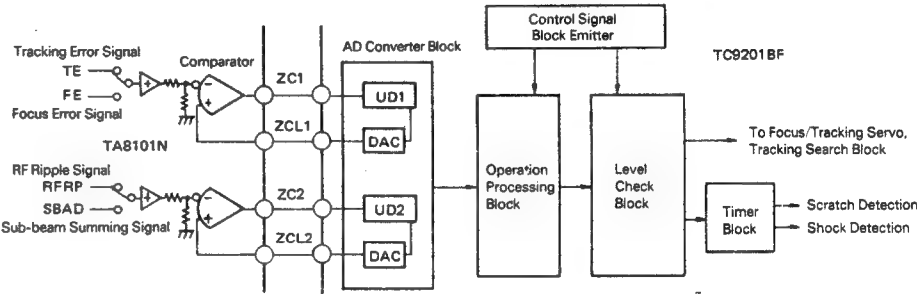 Control Signal
Block Emitter
TC9201BF
AD Converter Block
Tracking Error Signal
TE
Comparator
ZC1
UD1
FE
Focus Error Signal
ZCL1
DAC
TA8101N
RF Ripple Signal
RFRP
ZC2
UD2
SBAD
Sub-beam Summing Signal
ZCL2
DAC
Operation
Processing
Block
Level
Check
Block
To Focus/Tracking Servo,
Tracking Search Block
Timer
Block
Scratch Detection
Shock Detection